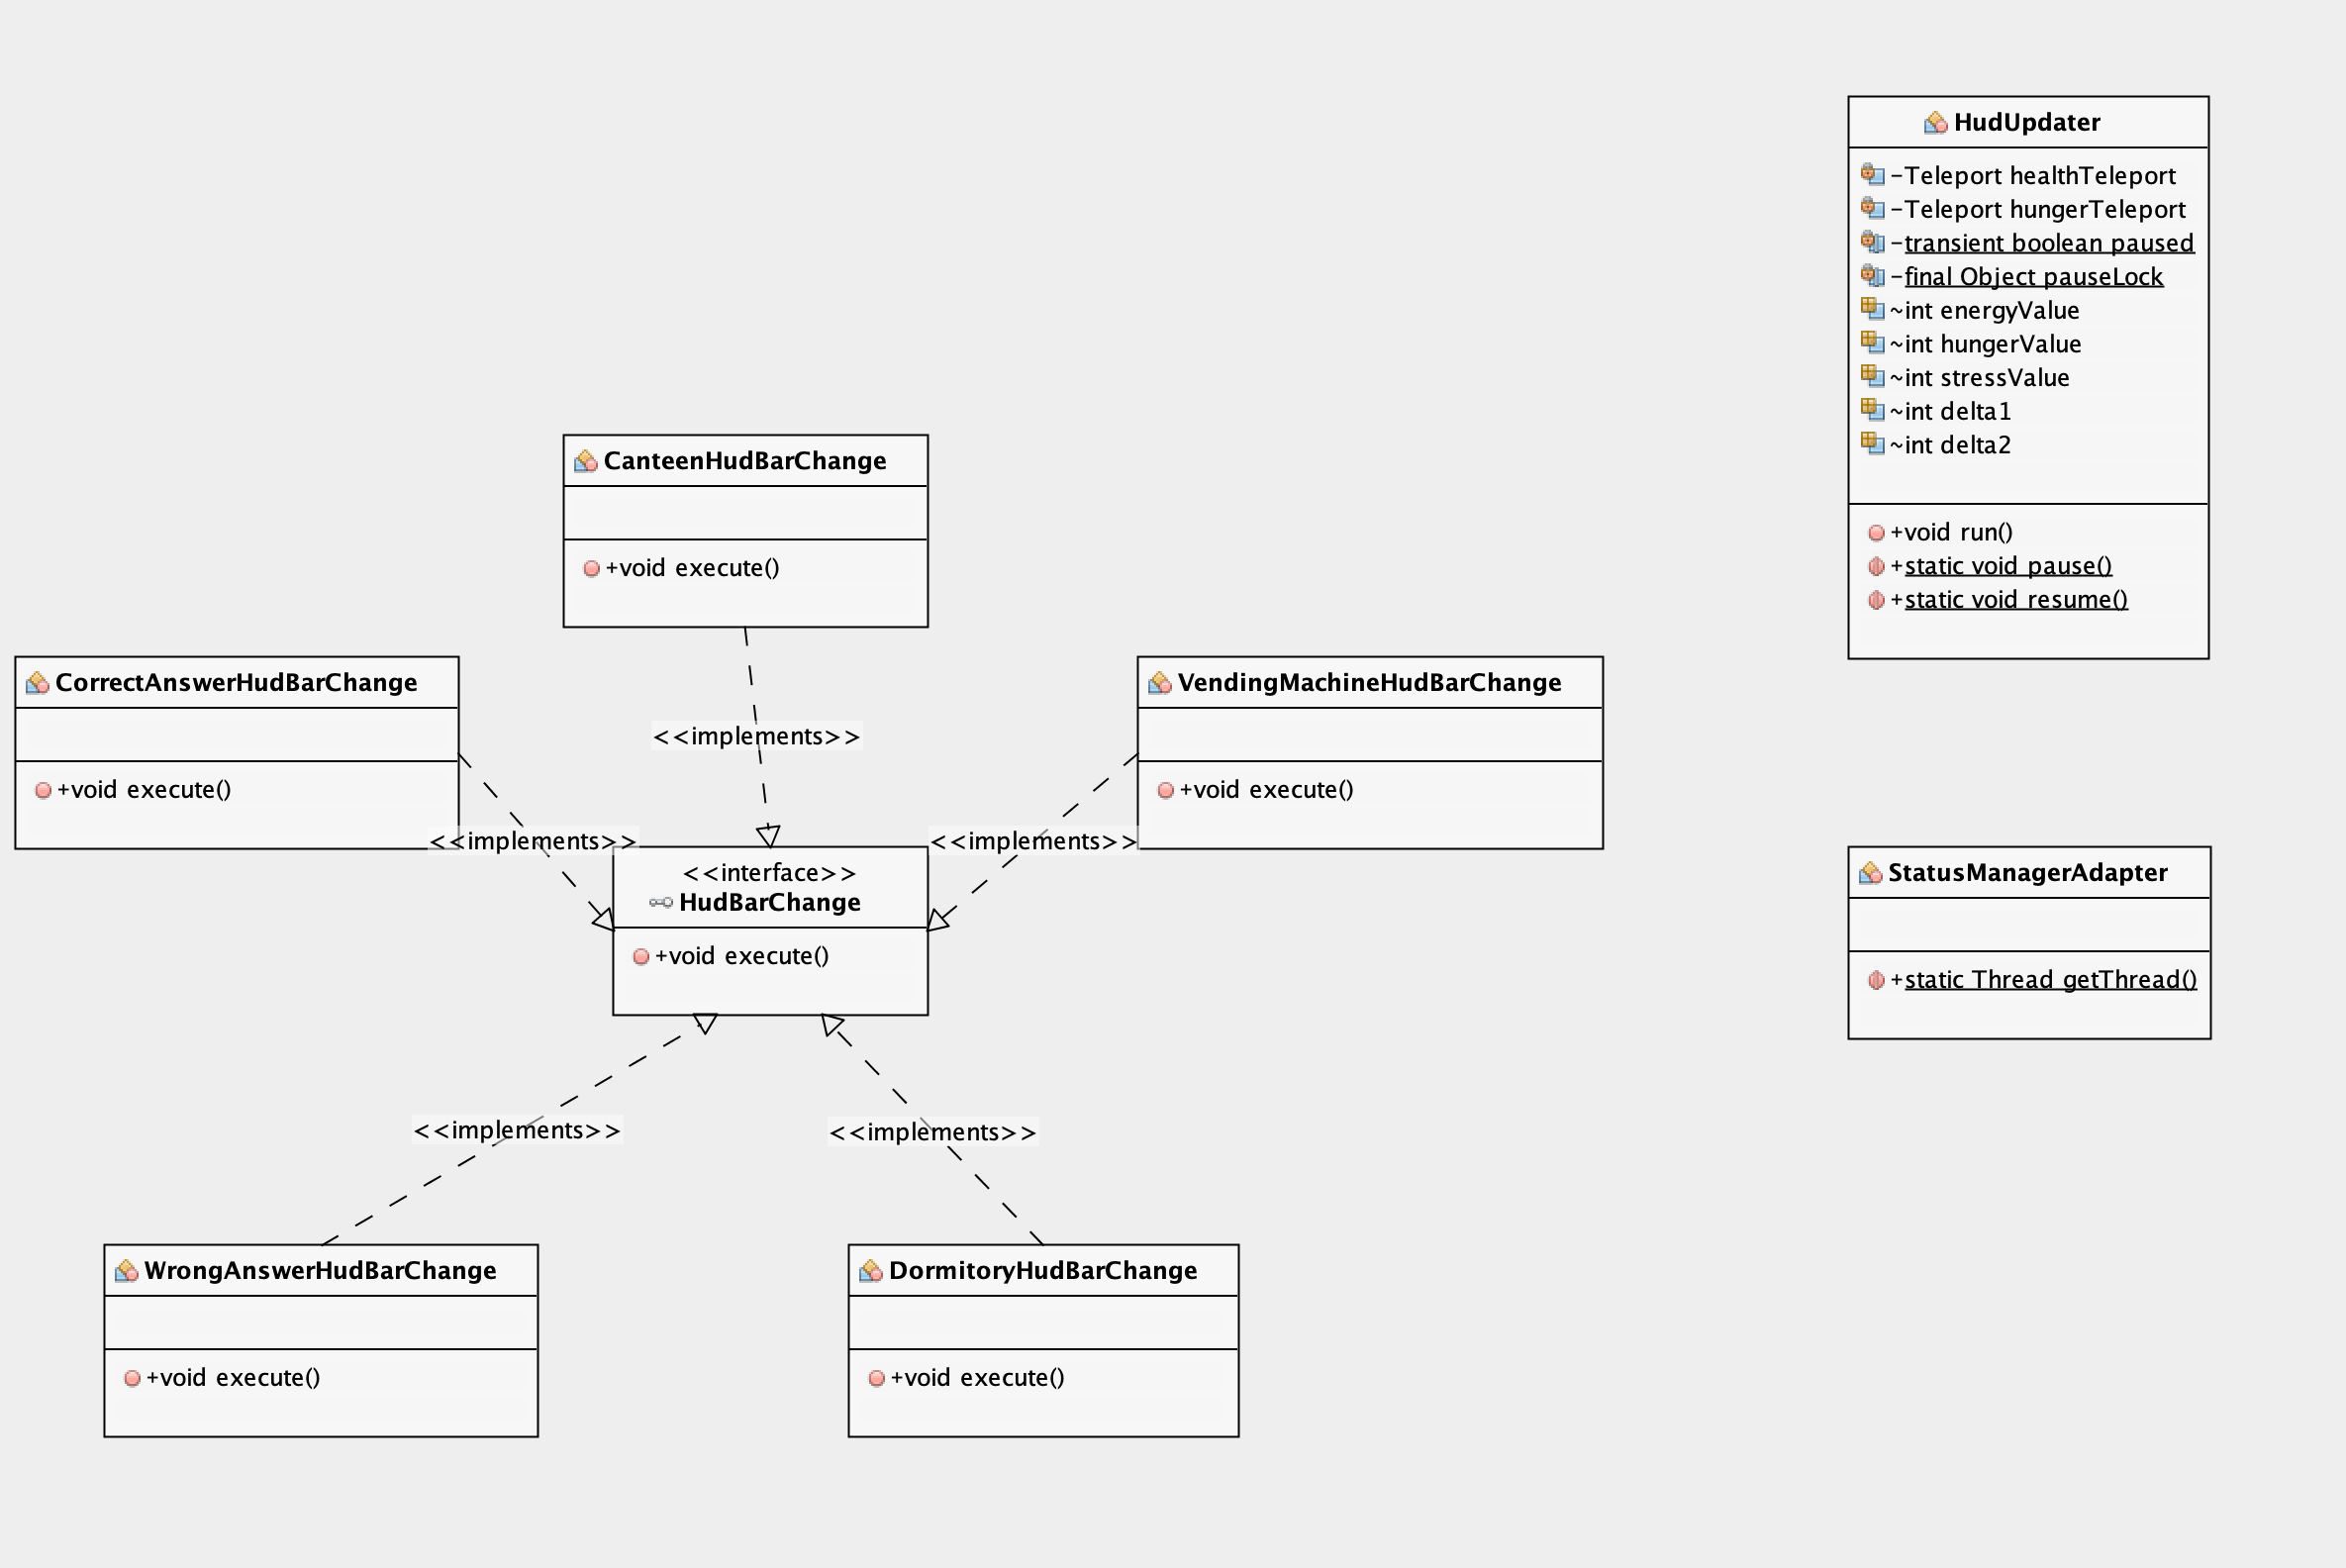 HudUpdater
-Teleport healthTeleport
-Teleport hungerTeleport
-transient boolean paused
-final Object pauseLock
~int energyValue
~int hungerValue
~int stressValue
~int delta1
~int delta2
+void run()
+static void pause()
+static void resume()
CanteenHudBarChange
+void execute()
CorrectAnswerHudBarChange
+void execute()
<<implements>>
VendingMachineHudBarChange
+void execute()
<<implements>>
<<implements>>
<<interface>>
HudBarChange
+void execute()
StatusManagerAdapter
+static Thread getThread()
<<implements>>
<<implements>>
WrongAnswerHudBarChange
+void execute()
DormitoryHudBarChange
+void execute()